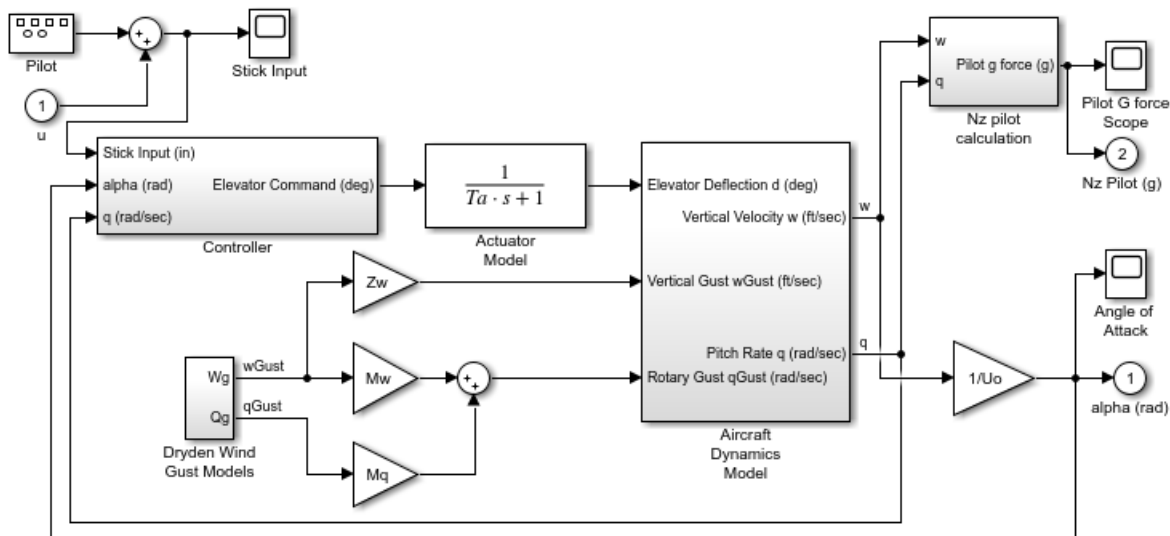 Pilot
+
+
Stick Input
1
u
w
Pilot g force (g)
q
Nz pilot
calculation
Pilot G force
Scope
2
Nz Pilot (g)
Stick Input (in)
alpha (rad)
Elevator Command (deg)
q (rad/sec)
Controller
1
Ta · s + 1
Actuator
Model
Elevator Deflection d (deg)
Vertical Velocity w (ft/sec)
w
Vertical Gust wGust (ft/sec)
Pitch Rate q (rad/sec)
q
Rotary Gust qGust (rad/sec)
Aircraft
Dynamics
Model
Zw
Wg
wGust
Mw
+
+
Qg
qGust
Dryden Wind
Gust Models
Mq
1/Uo
Angle of
Attack
1
alpha (rad)